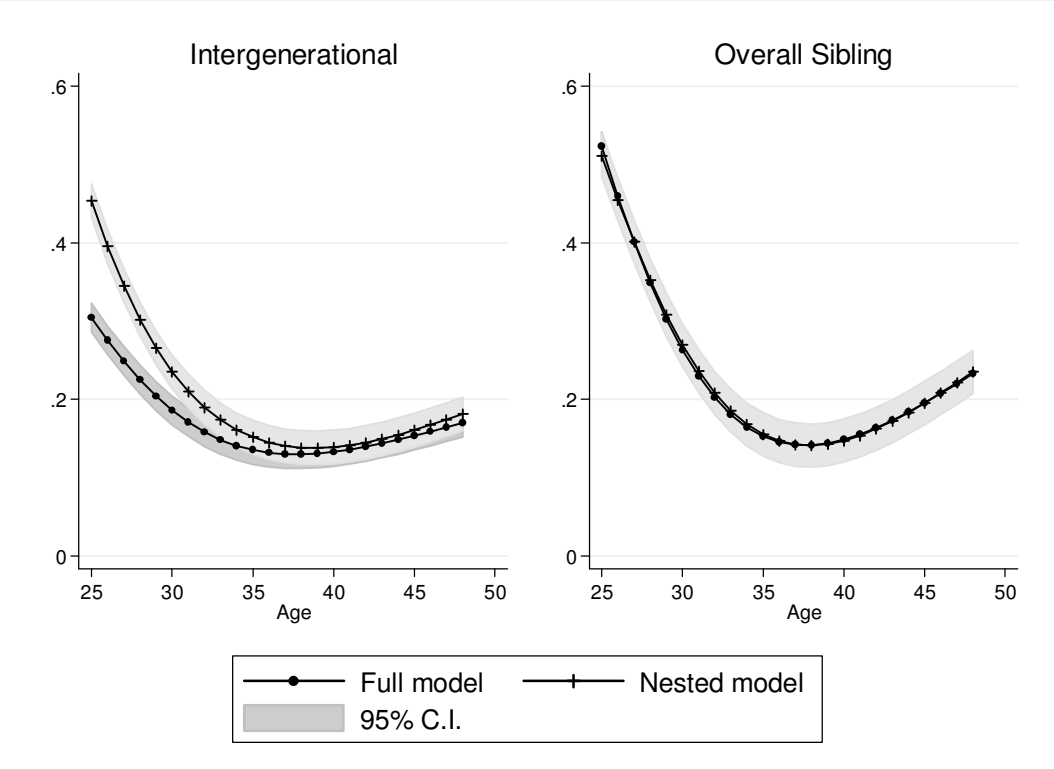 Intergenerational
.6
.4
.2
0
25 30 35 40 45 50
Age
Overall Sibling
.6
.4
.2
0
25 30 35 40 45 50
Age
Full model
Nested model
95% C.I.